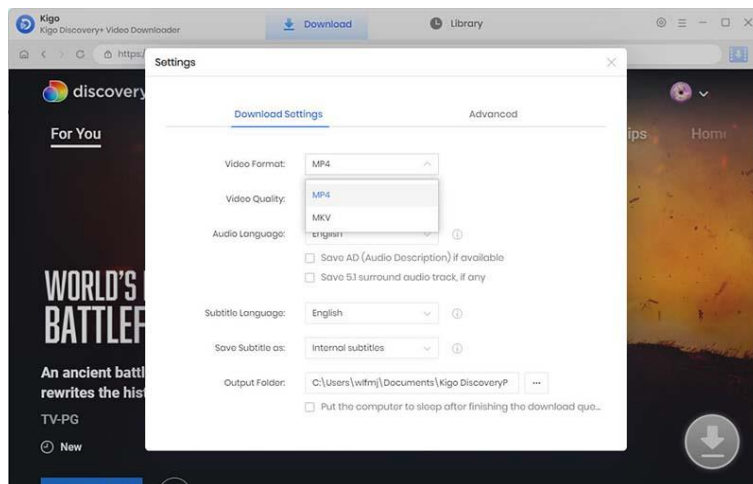 Kigo
Kigo Discovery+ Video Downloader
Download
Library
https:/
Settings
discovery
Download Settings
Advanced
For You
ips
Home
Video Format:
MP4
Video Quality:
MP4
MKV
Audio Language:
English
Save AD (Audio Description) if available
Save 5.1 surround audio track, if any
WORLD'S
BATTLEF
Subtitle Language:
English
Save Subtitle as:
Internal subtitles
An ancient battl
rewrites the hist
Output Folder:
C:\Users\wlfmj\Documents\Kigo DiscoveryP
...
Put the computer to sleep after finishing the download que...
TV-PG
New